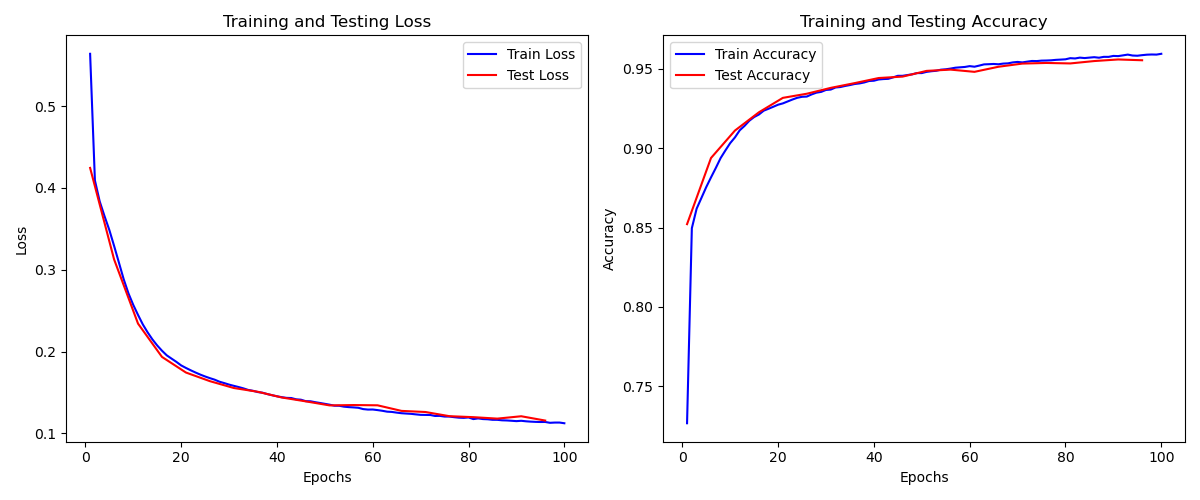 Training and Testing Loss
Train Loss
Test Loss
Loss
0.5
0.4
0.3
0.2
0.1
0
20
40
60
80
100
Epochs
Training and Testing Accuracy
Train Accuracy
Test Accuracy
Accuracy
0.95
0.90
0.85
0.80
0.75
0
20
40
60
80
100
Epochs